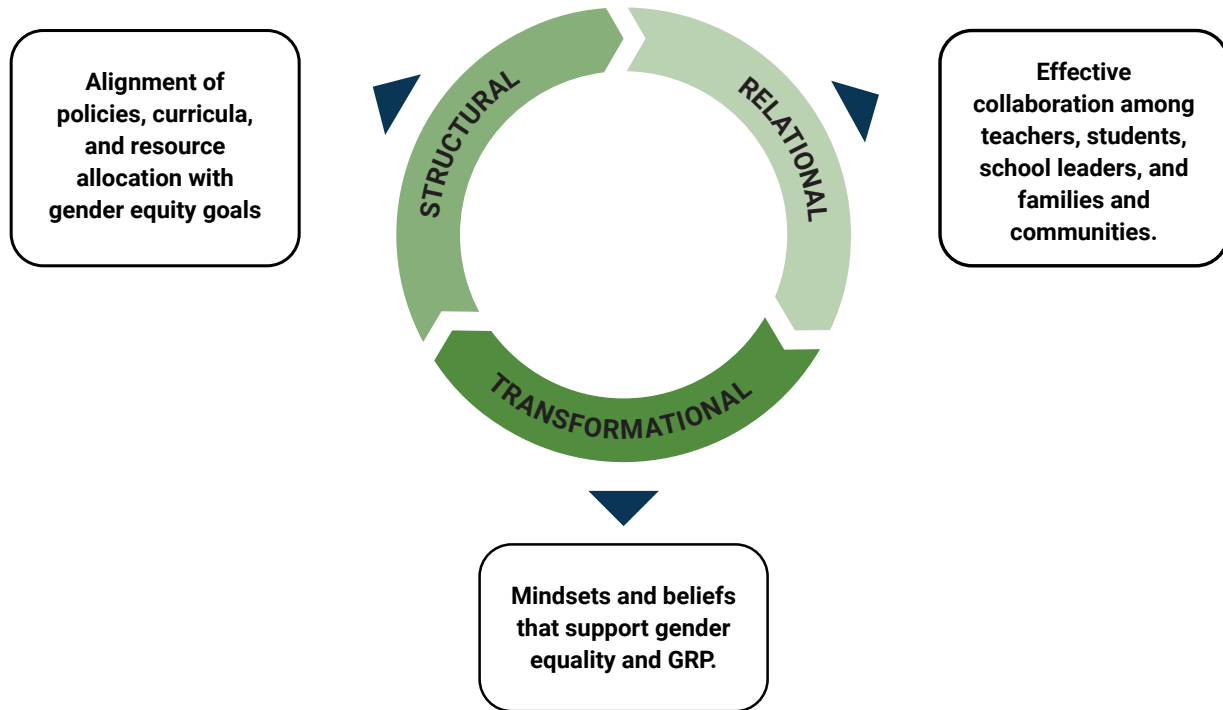 Alignment of
policies, curricula,
and resource
allocation with
gender equity goals
STRUCTURAL
RELATIONAL
Effective
collaboration among
teachers, students,
school leaders, and
families and
communities.
TRANSFORMATIONAL
Mindsets and beliefs
that support gender
equality and GRP.